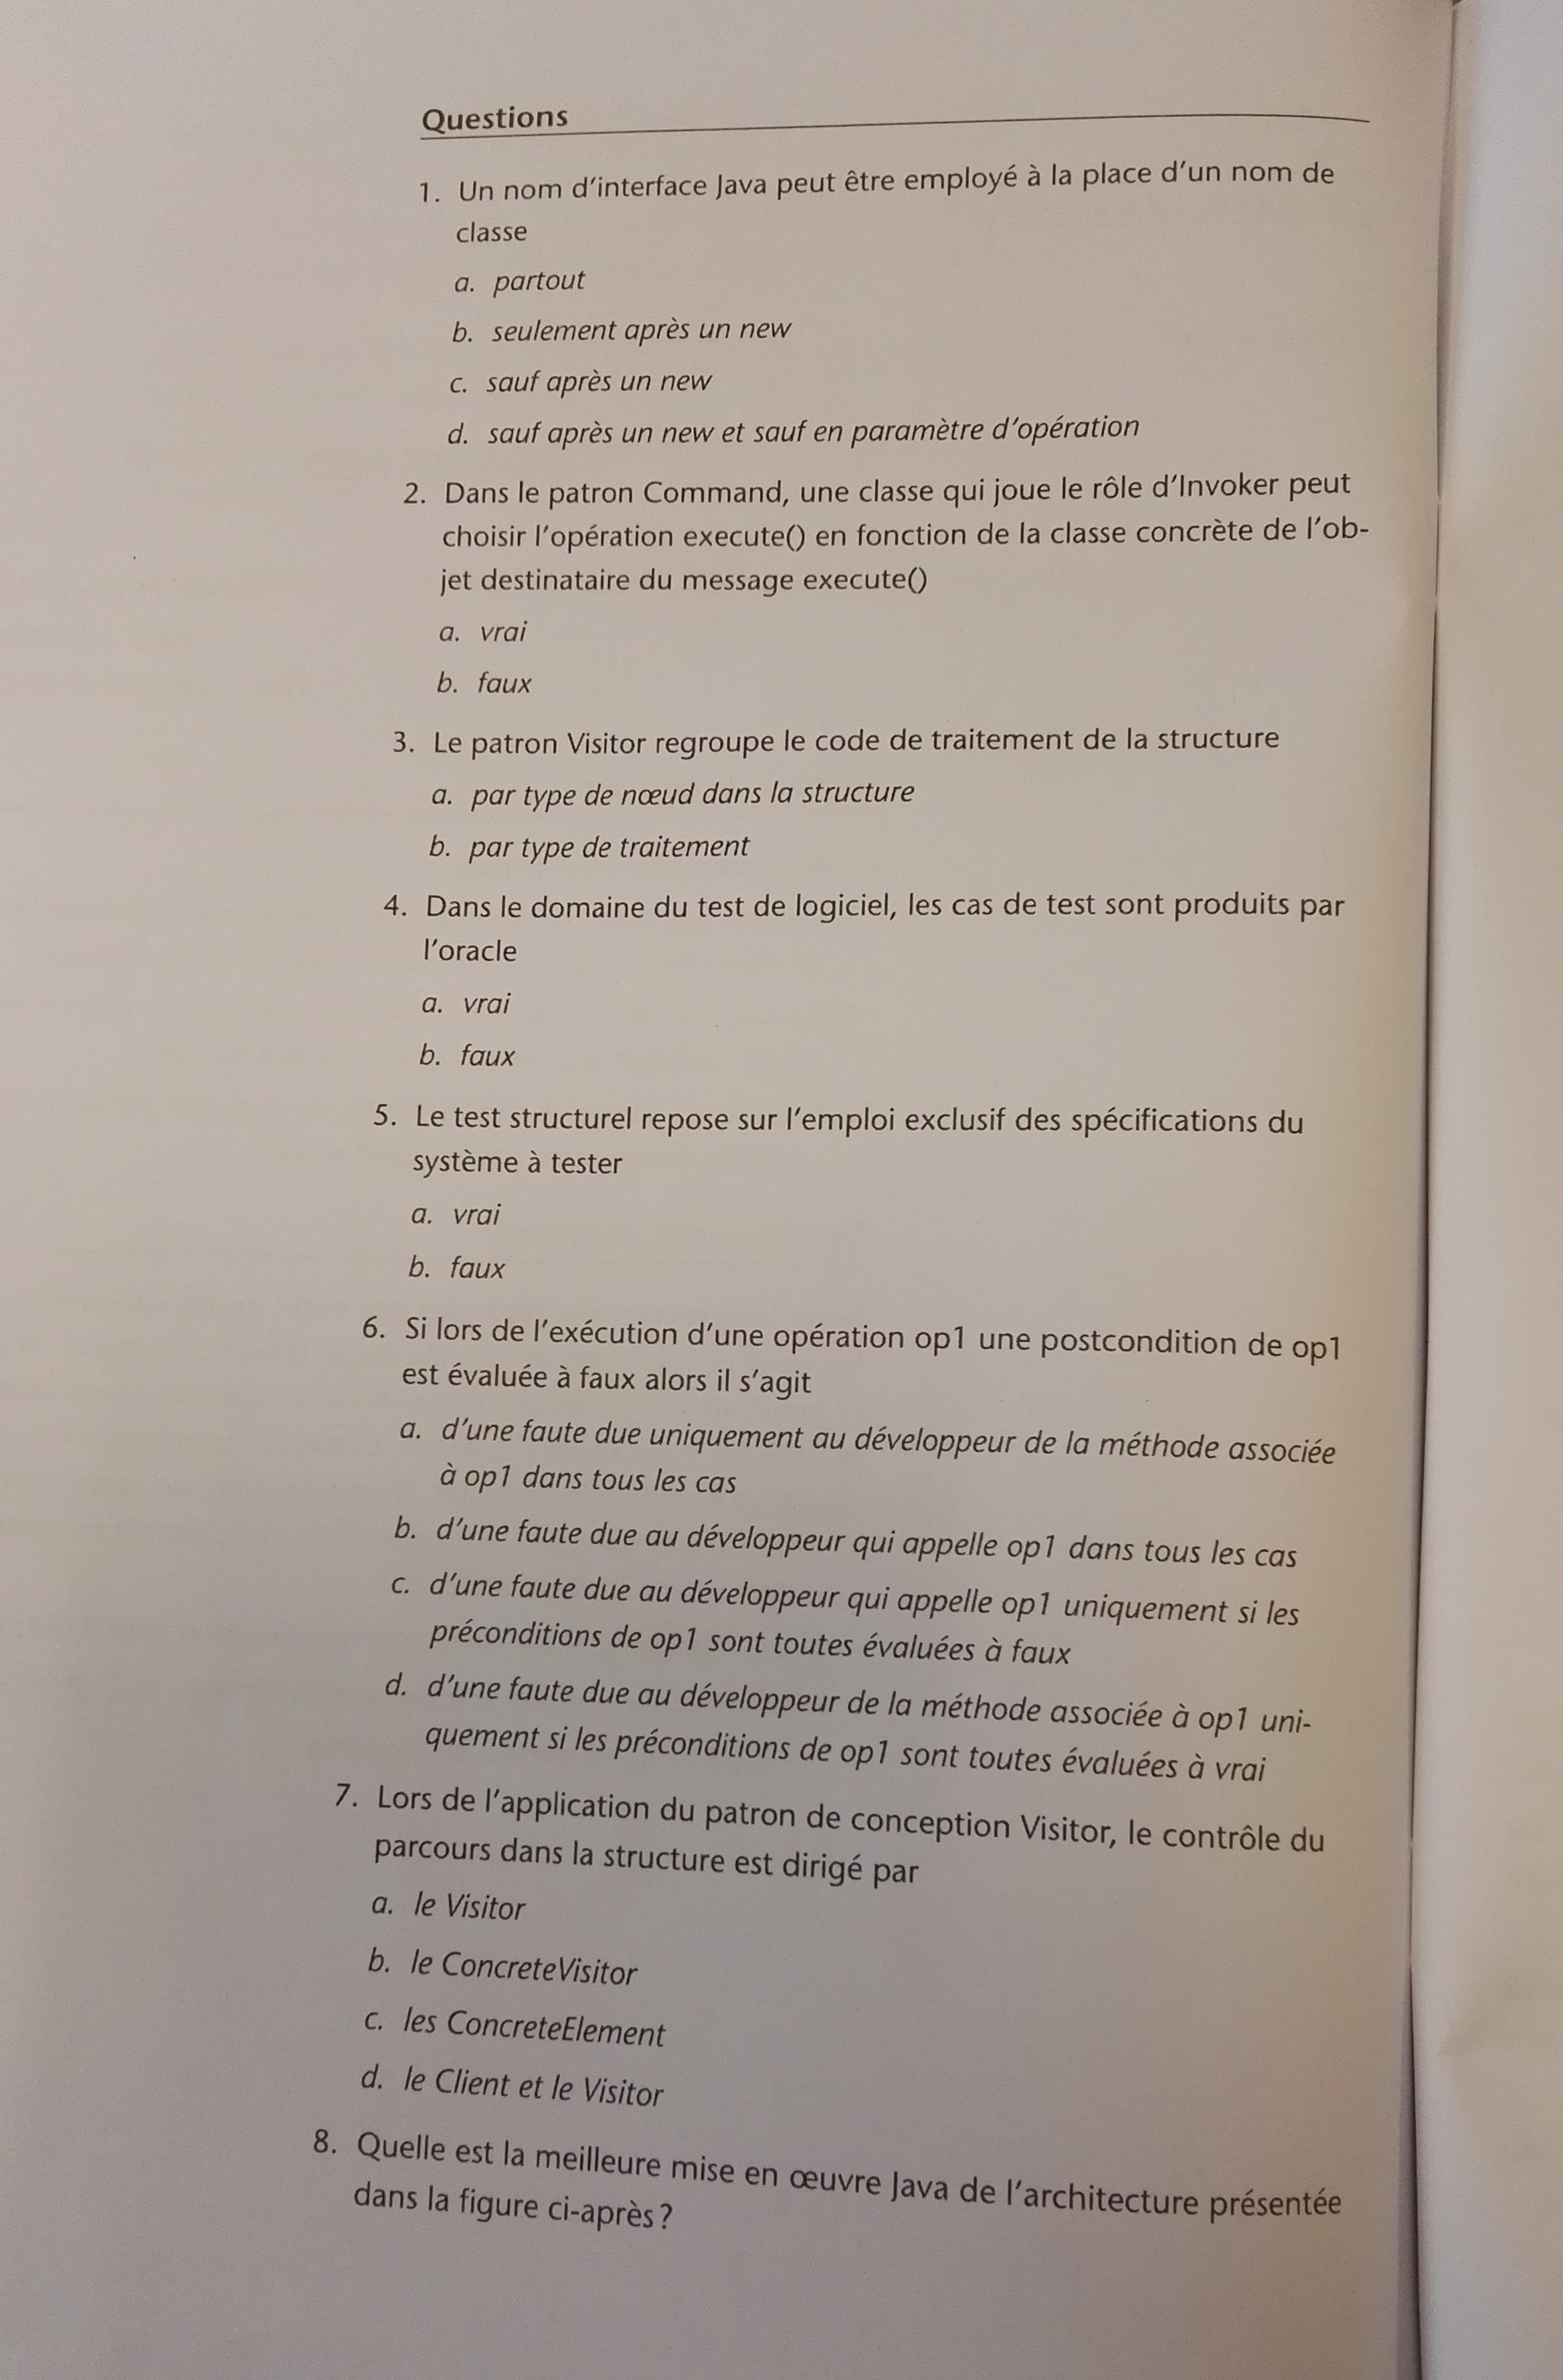 Questions
1. Un nom d'interface Java peut être employé à la place d'un nom de
classe
a. partout
b. seulement après un new
c. sauf après un new
d. sauf après un new et sauf en paramètre d'opération
2. Dans le patron Command, une classe qui joue le rôle d'Invoker peut
choisir l'opération execute() en fonction de la classe concrète de l'ob-
jet destinataire du message execute()
a. vrai
b. faux
3. Le patron Visitor regroupe le code de traitement de la structure
a. par type de nœud dans la structure
b. par type de traitement
4. Dans le domaine du test de logiciel, les cas de test sont produits par
l'oracle
a. vrai
b. faux
5. Le test structurel repose sur l'emploi exclusif des spécifications du
système à tester
a. vrai
b. faux
6. Si lors de l'exécution d'une opération op1 une postcondition de op1
est évaluée à faux alors il s'agit
a. d'une faute due uniquement au développeur de la méthode associée
à op1 dans tous les cas
b. d'une faute due au développeur qui appelle op1 dans tous les cas
c. d'une faute due au développeur qui appelle op1 uniquement si les
préconditions de op1 sont toutes évaluées à faux
d. d'une faute due au développeur de la méthode associée à op1 uni-
quement si les préconditions de op1 sont toutes évaluées à vrai
7. Lors de l'application du patron de conception Visitor, le contrôle du
parcours dans la structure est dirigé par
a. le Visitor
b. le ConcreteVisitor
c. les ConcreteElement
d. le Client et le Visitor
8. Quelle est la meilleure mise en œuvre Java de l'architecture présentée
dans la figure ci-après ?